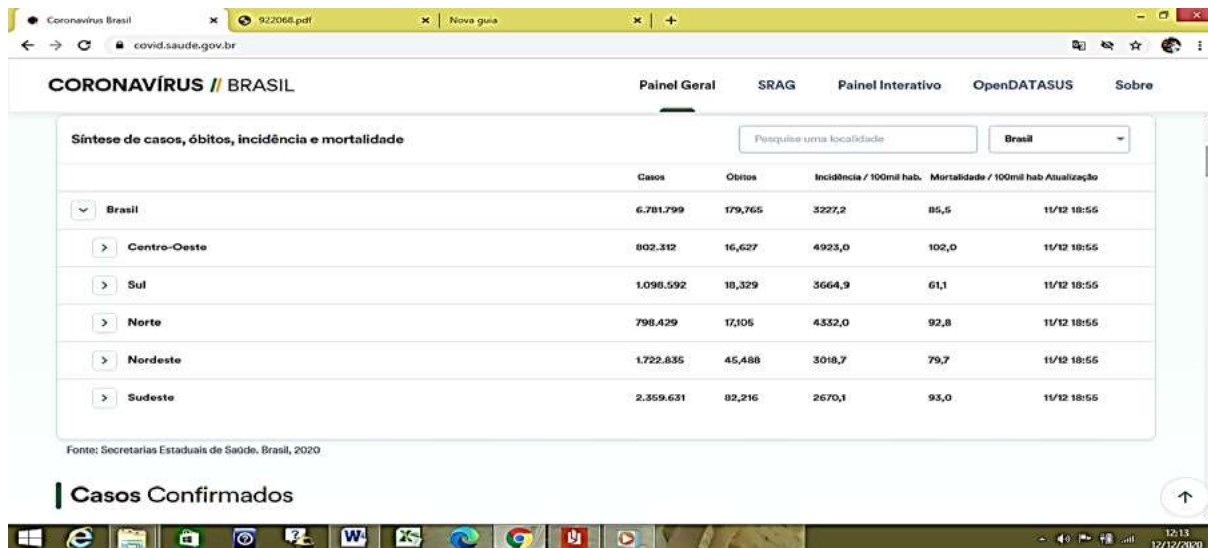 Coronavírus Brasil
922068.pdf
Nova guia
covid.saude.gov.br
CORONAVÍRUS // BRASIL
Painel Geral SRAG Painel Interativo OpenDATASUS Sobre
Síntese de casos, óbitos, incidência e mortalidade
Pesquise uma localidade
Brasil
Casos Óbitos Incidência / 100mil hab. Mortalidade / 100mil hab Atualização
Brasil 6.781.799 179,765 3227,2 85,5 11/12 18:55
Centro-Oeste 802.312 16,627 4923,0 102,0 11/12 18:55
Sul 1.098.592 18,329 3664,9 61,1 11/12 18:55
Norte 798.429 17,105 4332,0 92,8 11/12 18:55
Nordeste 1.722.835 45,488 3018,7 79,7 11/12 18:55
Sudeste 2.359.631 82,216 2670,1 93,0 11/12 18:55
Fonte: Secretarias Estaduais de Saúde. Brasil, 2020
Casos Confirmados
12:13
12/12/2020